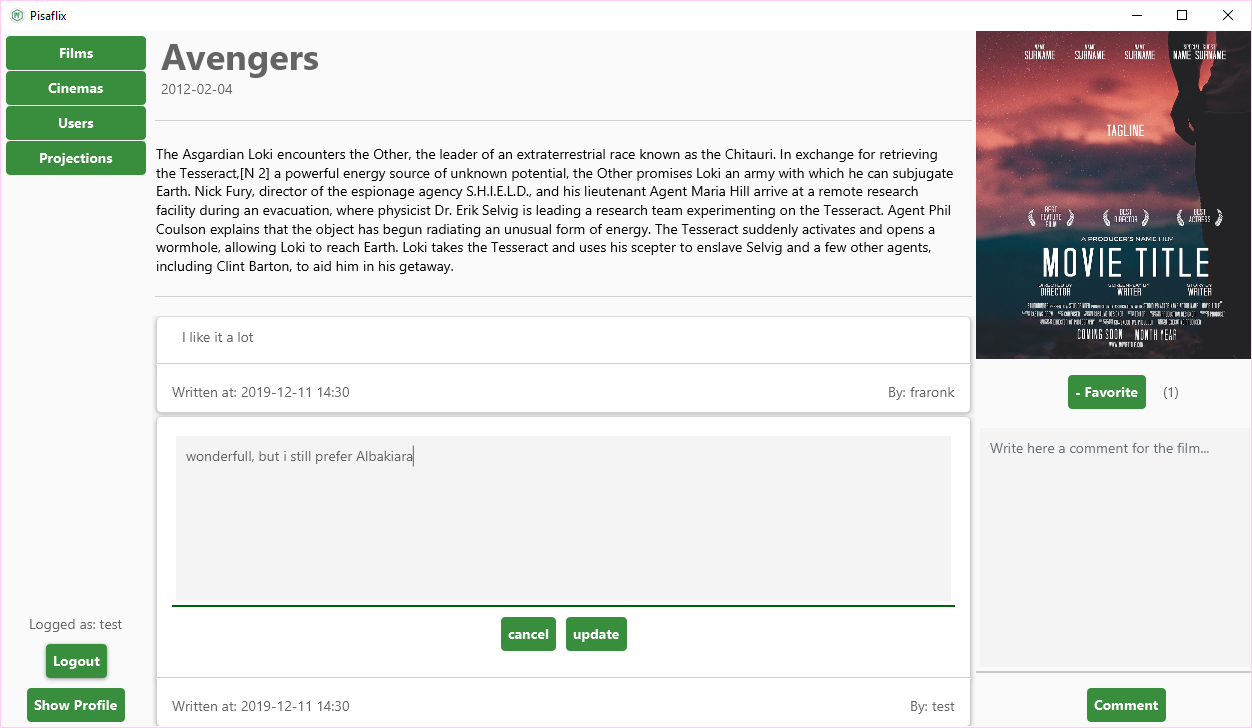 Pisaflix
Films
Cinemas
Users
Projections
Logged as: test
Logout
Show Profile
Avengers
2012-02-04
The Asgardian Loki encounters the Other, the leader of an extraterrestrial race known as the Chitauri. In exchange for retrieving
the Tesseract,[N 2] a powerful energy source of unknown potential, the Other promises Loki an army with which he can subjugate
Earth. Nick Fury, director of the espionage agency S.H.I.E.L.D., and his lieutenant Agent Maria Hill arrive at a remote research
facility during an evacuation, where physicist Dr. Erik Selvig is leading a research team experimenting on the Tesseract. Agent Phil
Coulson explains that the object has begun radiating an unusual form of energy. The Tesseract suddenly activates and opens a
wormhole, allowing Loki to reach Earth. Loki takes the Tesseract and uses his scepter to enslave Selvig and a few other agents,
including Clint Barton, to aid him in his getaway.
I like it a lot
Written at: 2019-12-11 14:30 By: fraronk
wonderfull, but i still prefer Albakiara
cancel update
Written at: 2019-12-11 14:30 By: test
NAME NAME NAME SPECIAL GUEST
SURNAME SURNAME SURNAME NAME SURNAME
TAGLINE
BEST FEATURE FILM
BEST DIRECTOR
BEST ACTRESS
A PRODUCER'S NAME FILM
MOVIE TITLE
DIRECTED BY SCREENPLAY BY STORY BY
DIRECTOR WRITER WRITER
COMING SOON MONTH YEAR
- Favorite (1)
Write here a comment for the film...
Comment